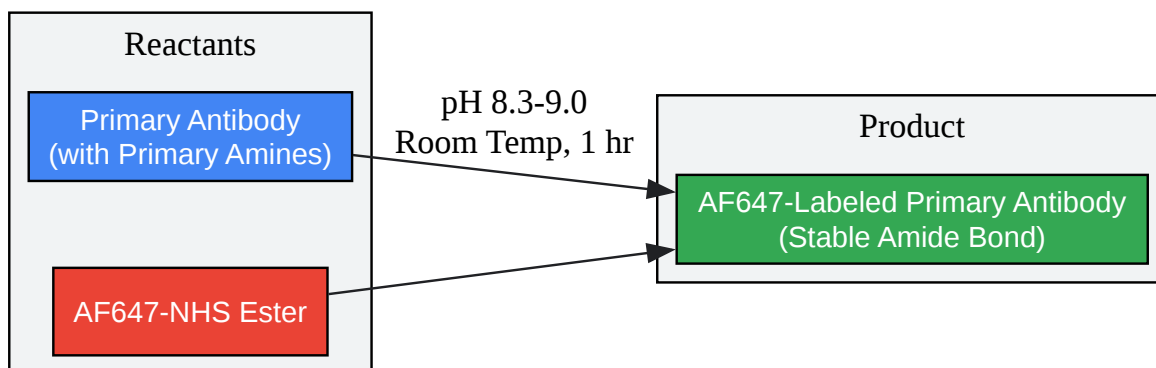 Reactants
Primary Antibody
(with Primary Amines)
AF647-NHS Ester
pH 8.3-9.0
Room Temp, 1 hr
Product
AF647-Labeled Primary Antibody
(Stable Amide Bond)